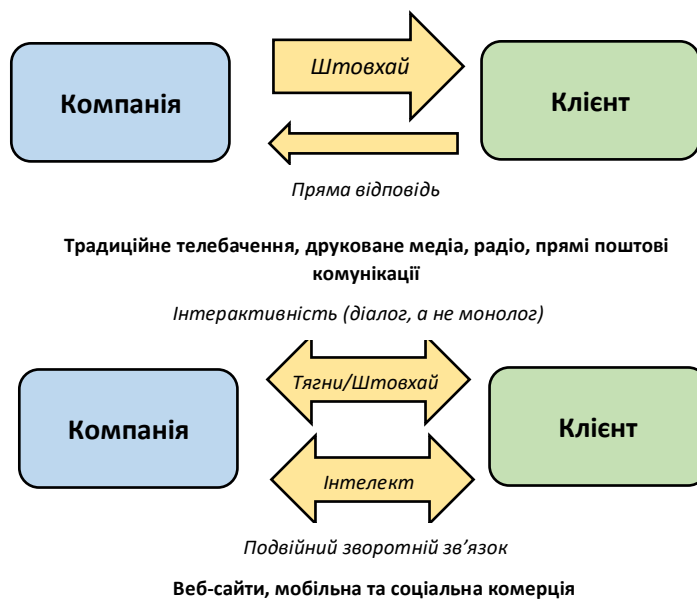 Штовхай
Компанія
Клієнт
Пряма відповідь
Традиційне телебачення, друковане медіа, радіо, прямі поштові
комунікації
Інтерактивність (діалог, а не монолог)
Тягни/Штовхай
Компанія
Клієнт
Інтелект
Подвійний зворотній зв’язок
Веб-сайти, мобільна та соціальна комерція